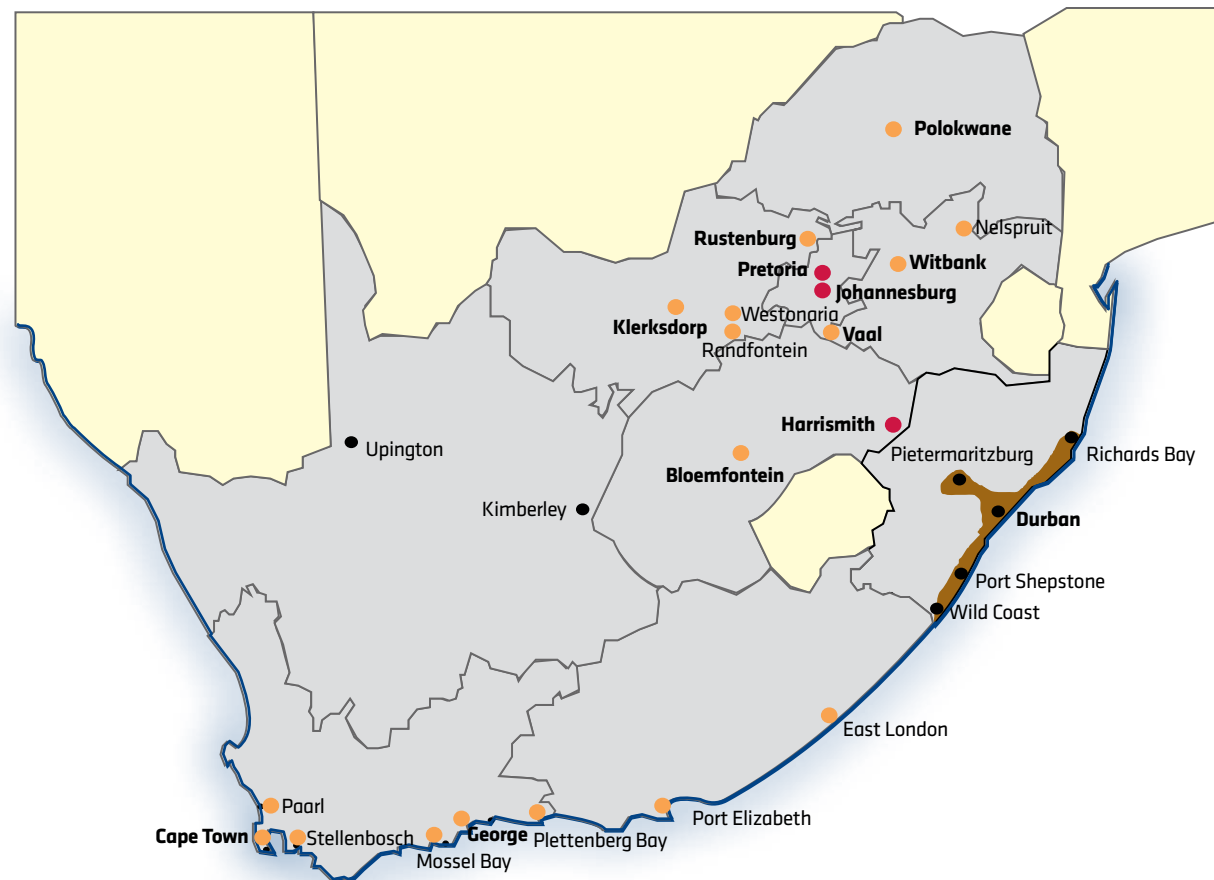 Polokwane
Nelspruit
Rustenburg
Witbank
Pretoria
Johannesburg
Westonaria
Klerksdorp
Vaal
Randfontein
Harrismith
Upington
Pietermaritzburg
Richards Bay
Bloemfontein
Kimberley
Durban
Port Shepstone
Wild Coast
East London
Paarl
Port Elizabeth
Cape Town
Stellenbosch
George
Plettenberg Bay
Mossel Bay